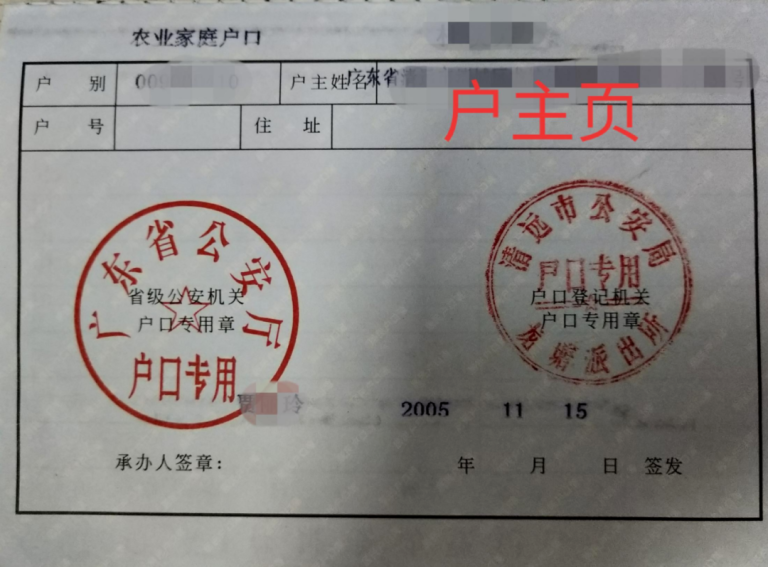 农业家庭户口
户 别 户主姓名 广东省
户主页
户 号 住 址
广东省公安厅
户口专用
清远市公安局
户口专用
派出所
省级公安机关
户口专用章
户口登记机关
户口专用章
玲
2005 11 15
承办人签章： 年 月 日 签发